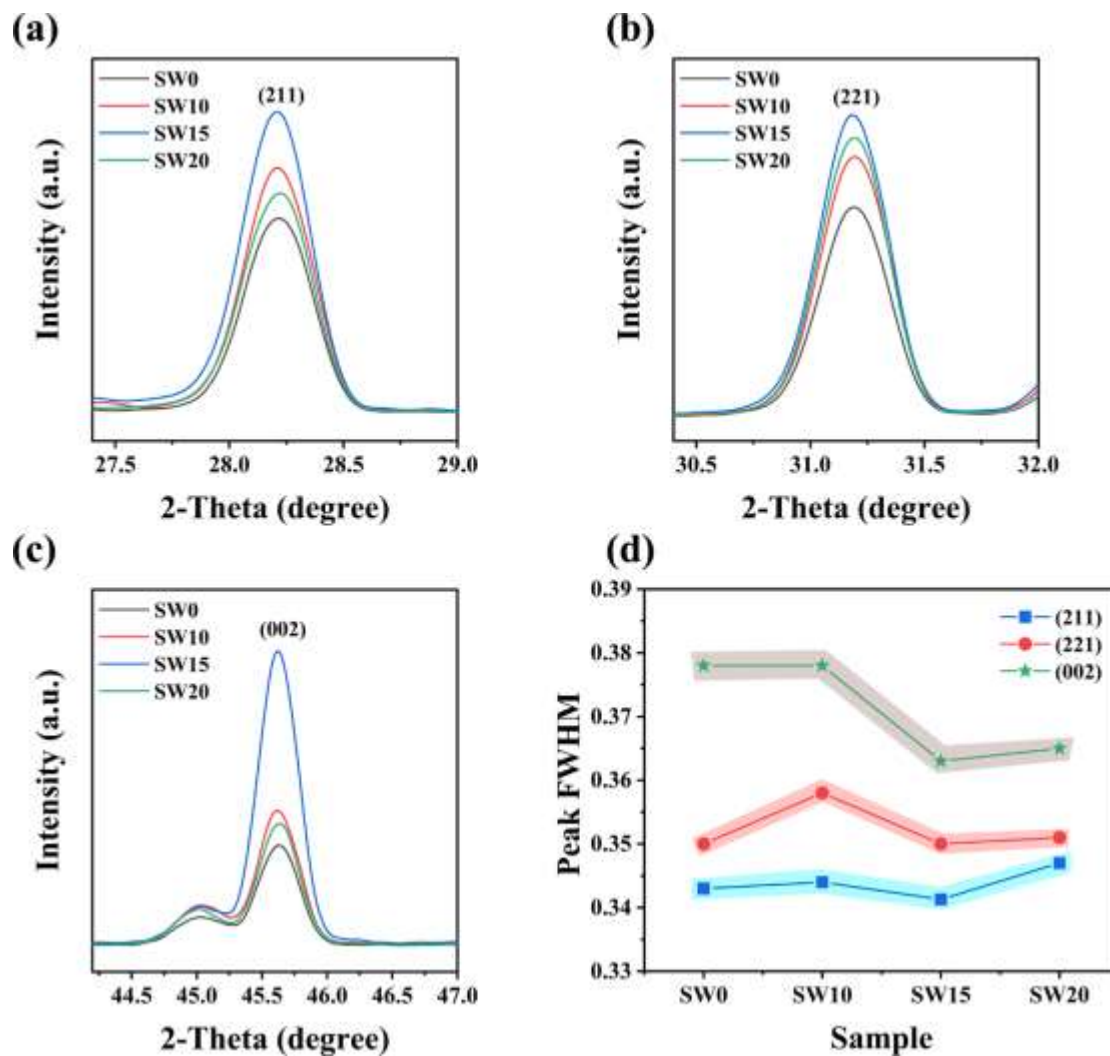 (a)
SW0
SW10
SW15
SW20
(211)
Intensity (a.u.)
27.5 28.0 28.5 29.0
2-Theta (degree)
(b)
SW0
SW10
SW15
SW20
(221)
Intensity (a.u.)
30.5 31.0 31.5 32.0
2-Theta (degree)
(c)
SW0
SW10
SW15
SW20
(002)
Intensity (a.u.)
44.5 45.0 45.5 46.0 46.5 47.0
2-Theta (degree)
(d)
0.39
0.38
0.37
0.36
0.35
0.34
0.33
Peak FWHM
(211)
(221)
(002)
SW0 SW10 SW15 SW20
Sample